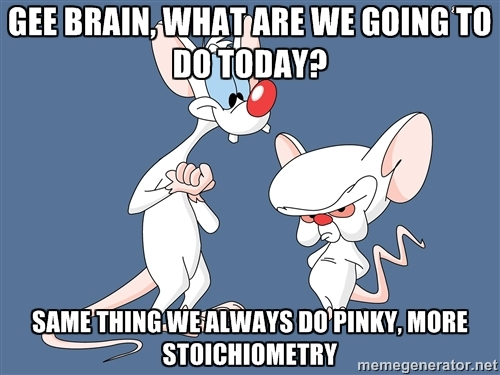 GEE BRAIN, WHAT ARE WE GOING TO
DO TODAY?
SAME THING WE ALWAYS DO PINKY, MORE
STOICHIOMETRY
memegenerator.net